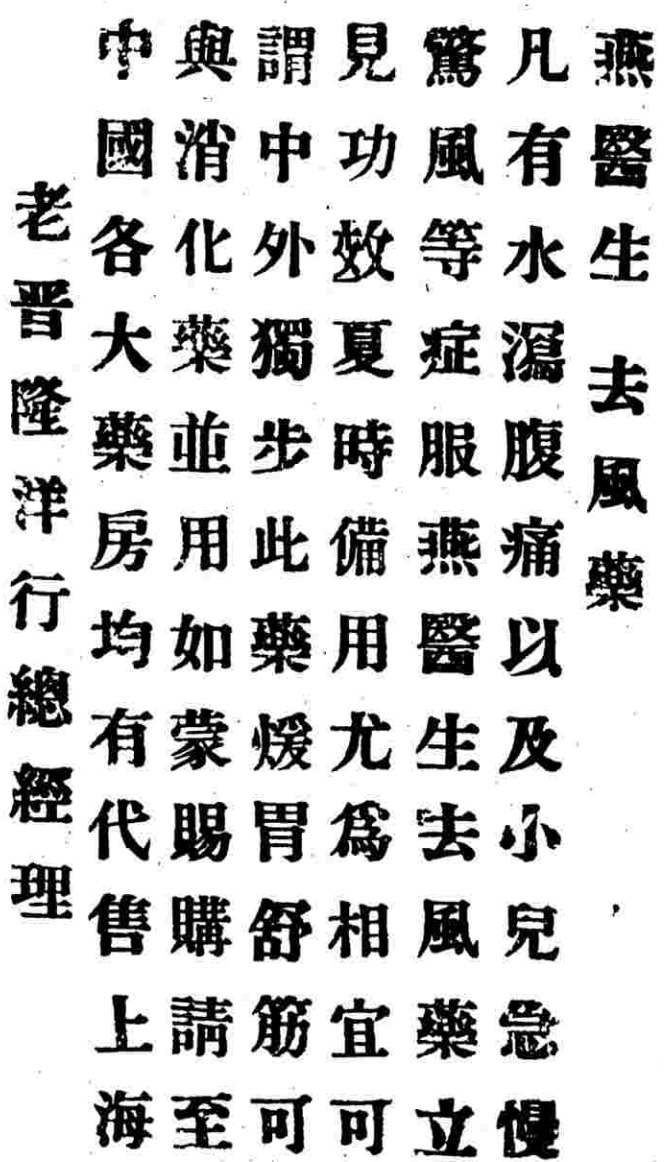 燕醫生 去風藥
凡有水瀉腹痛以及小兒急慢
驚風等症服燕醫生去風藥立
見功效夏時備用尤爲相宜可
謂中外獨步此藥煖胃舒筋可
與消化藥並用如蒙賜購請至
中國各大藥房均有代售上海
老晋隆洋行總經理